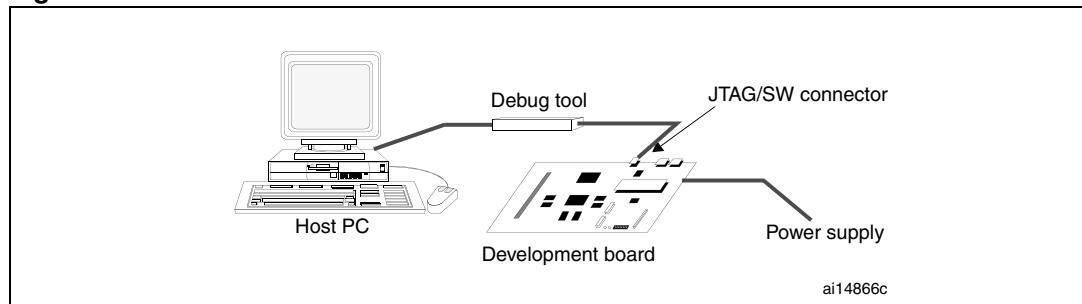 Debug tool
JTAG/SW connector
Host PC
Power supply
Development board
ai14866c